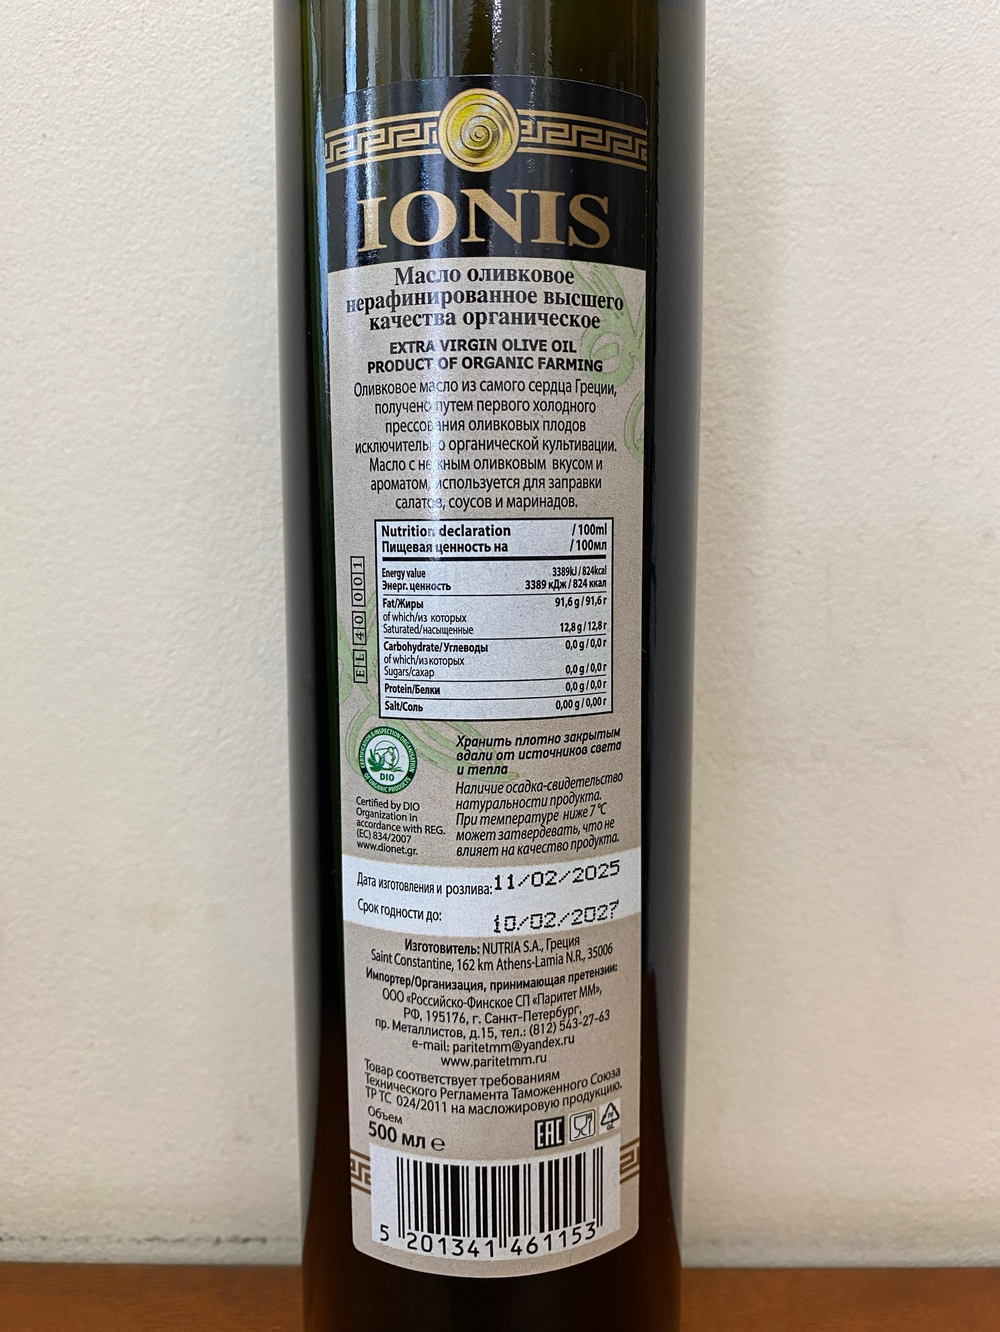 IONIS
Масло оливковое
нерафинированное высшего
качества органическое
EXTRA VIRGIN OLIVE OIL
PRODUCT OF ORGANIC FARMING
Оливковое масло из самого сердца Греции,
получено путем первого холодного
прессования оливковых плодов
исключительно органической культивации.
Масло с нежным оливковым вкусом и
ароматом, используется для заправки
салатов, соусов и маринадов.
Nutrition declaration / 100ml
Пищевая ценность на / 100мл
Energy value 3389kJ / 824kcal
Энерг. ценность 3389 кДж / 824 ккал
Fat/Жиры 91,6 g / 91,6 г
of which/из которых
Saturated/насыщенные 12,8 g / 12,8 г
Carbohydrate/Углеводы 0,0 g / 0,0 г
of which/из которых
Sugars/сахар 0,0 g / 0,0 г
Protein/Белки 0,0 g / 0,0 г
Salt/Соль 0,00 g / 0,00 г
EL 40 001
CERTIFICATION & INSPECTION ORGANISATION
OF ORGANIC PRODUCTS
DIO
Certified by DIO
Organization in
accordance with REG.
(EC) 834/2007
www.dionet.gr.
Хранить плотно закрытым
вдали от источников света
и тепла
Наличие осадка-свидетельство
натуральности продукта.
При температуре ниже 7 °C
может затвердевать, что не
влияет на качество продукта.
Дата изготовления и розлива: 11/02/2025
Срок годности до: 10/02/2027
Изготовитель: NUTRIA S.A., Греция
Saint Constantine, 162 km Athens-Lamia N.R., 35006
Импортер/Организация, принимающая претензии:
ООО «Российско-Финское СП «Паритет ММ»,
РФ, 195176, г. Санкт-Петербург,
пр. Металлистов, д.15, тел.: (812) 543-27-63
e-mail: paritetmm@yandex.ru
www.paritetmm.ru
Товар соответствует требованиям
Технического Регламента Таможенного Союза
ТР ТС 024/2011 на масложировую продукцию.
Объем
500 мл ℮
EAC
70
GL
5 201341 461153